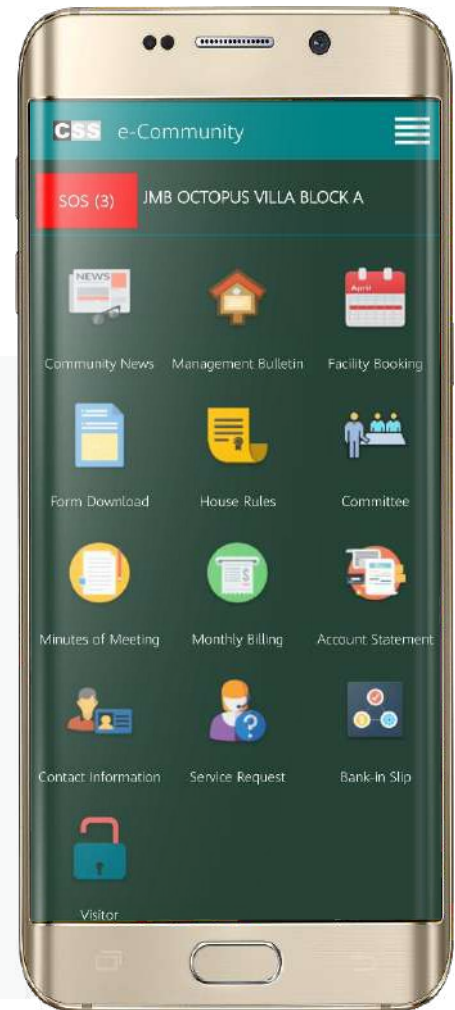 CSS e-Community
SOS (3) JMB OCTOPUS VILLA BLOCK A
NEWS
April
Community News Management Bulletin Facility Booking
Form Download House Rules Committee
$
Minutes of Meeting Monthly Billing Account Statement
?
Contact Information Service Request Bank-in Slip
Visitor